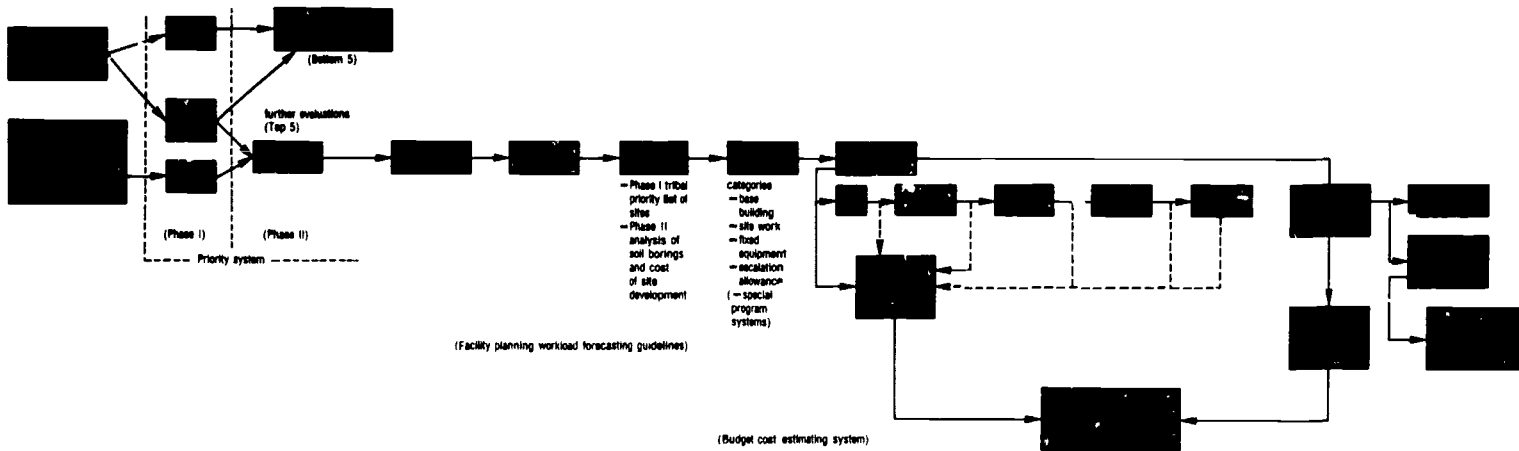 (Bottom 5)
further evaluations
(Top 5)
(Phase I)
(Phase II)
Priority system
— Phase I tribal
priority list of
sites
— Phase II
analysis of
soil borings
and cost
of site
development
categories
— base
building
— site work
— fixed
equipment
— escalation
allowance
( — special
program
systems)
(Facility planning workload forecasting guidelines)
(Budget cost estimating system)